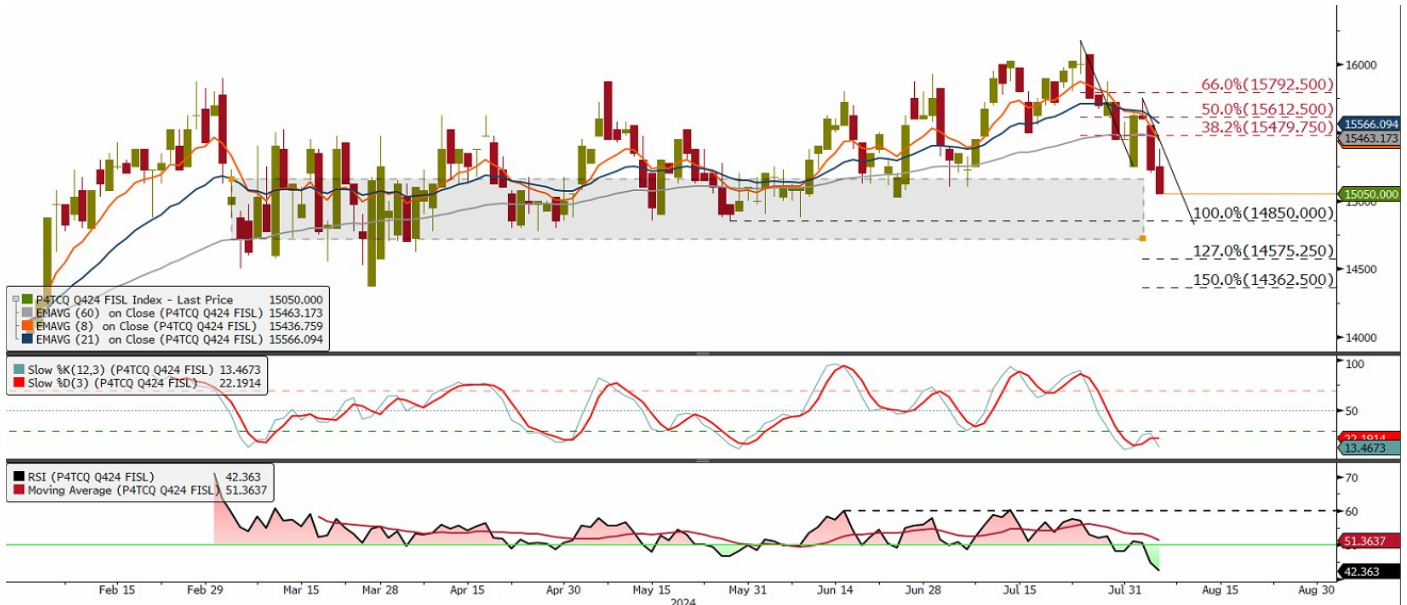 16000
66.0%(15792.500)
50.0%(15612.500)
15566.094
38.2%(15479.750)
15463.173
15050.000
15000
100.0%(14850.000)
127.0%(14575.250)
14500
150.0%(14362.500)
P4TCQ Q424 FISL Index - Last Price 15050.000
EMAVG (60) on Close (P4TCQ Q424 FISL) 15463.173
EMAVG (8) on Close (P4TCQ Q424 FISL) 15436.759
EMAVG (21) on Close (P4TCQ Q424 FISL) 15566.094
14000
Slow %K(12,3) (P4TCQ Q424 FISL) 13.4673
Slow %D(3) (P4TCQ Q424 FISL) 22.1914
100
50
22.1914
13.4673
RSI (P4TCQ Q424 FISL) 42.363
Moving Average (P4TCQ Q424 FISL) 51.3637
70
60
51.3637
42.363
Feb 15 Feb 29 Mar 15 Mar 28 Apr 15 Apr 30 May 15 May 31 Jun 14 Jun 28 Jul 15 Jul 31 Aug 15 Aug 30
2024